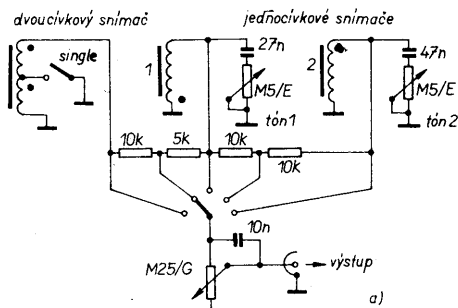 dvoucívkový snímač
jednocívkové snímače
single
1
27n
M5/E
tón1
2
47n
M5/E
tón 2
10k
5k
10k
10k
10n
M25/G
výstup
a)